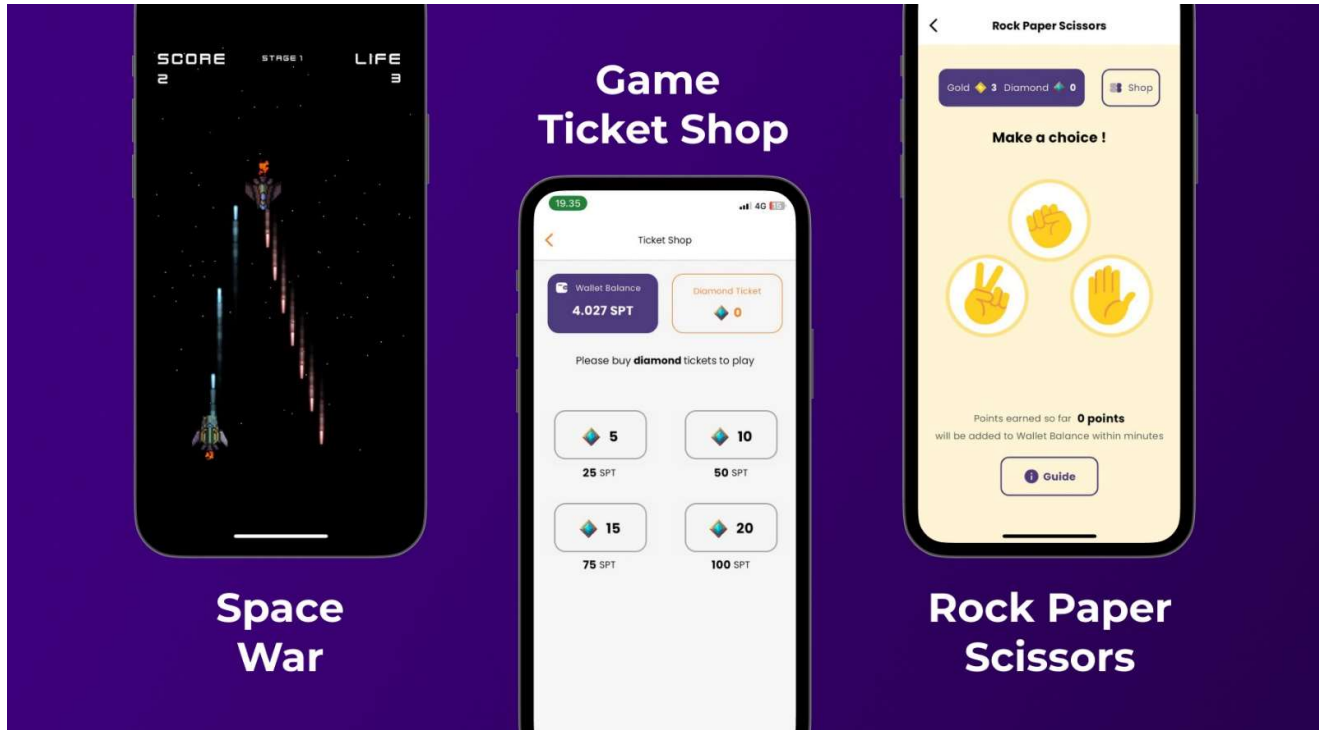 SCORE
STAGE 1
LIFE
2
3
Space
War
Game
Ticket Shop
19.35
4G 15
Ticket Shop
Wallet Balance
4.027 SPT
Diamond Ticket
0
Please buy diamond tickets to play
5
10
25 SPT
50 SPT
15
20
75 SPT
100 SPT
Rock Paper Scissors
Gold 3 Diamond 0
Shop
Make a choice !
Points earned so far 0 points
will be added to Wallet Balance within minutes
Guide
Rock Paper
Scissors